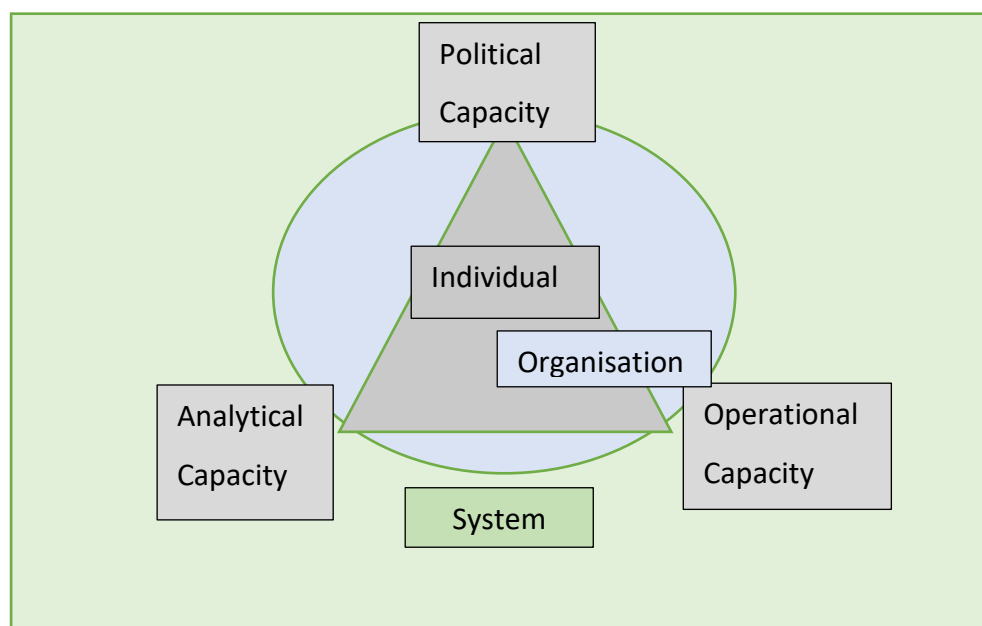 Political
Capacity
Individual
Organisation
Analytical
Capacity
Operational
Capacity
System